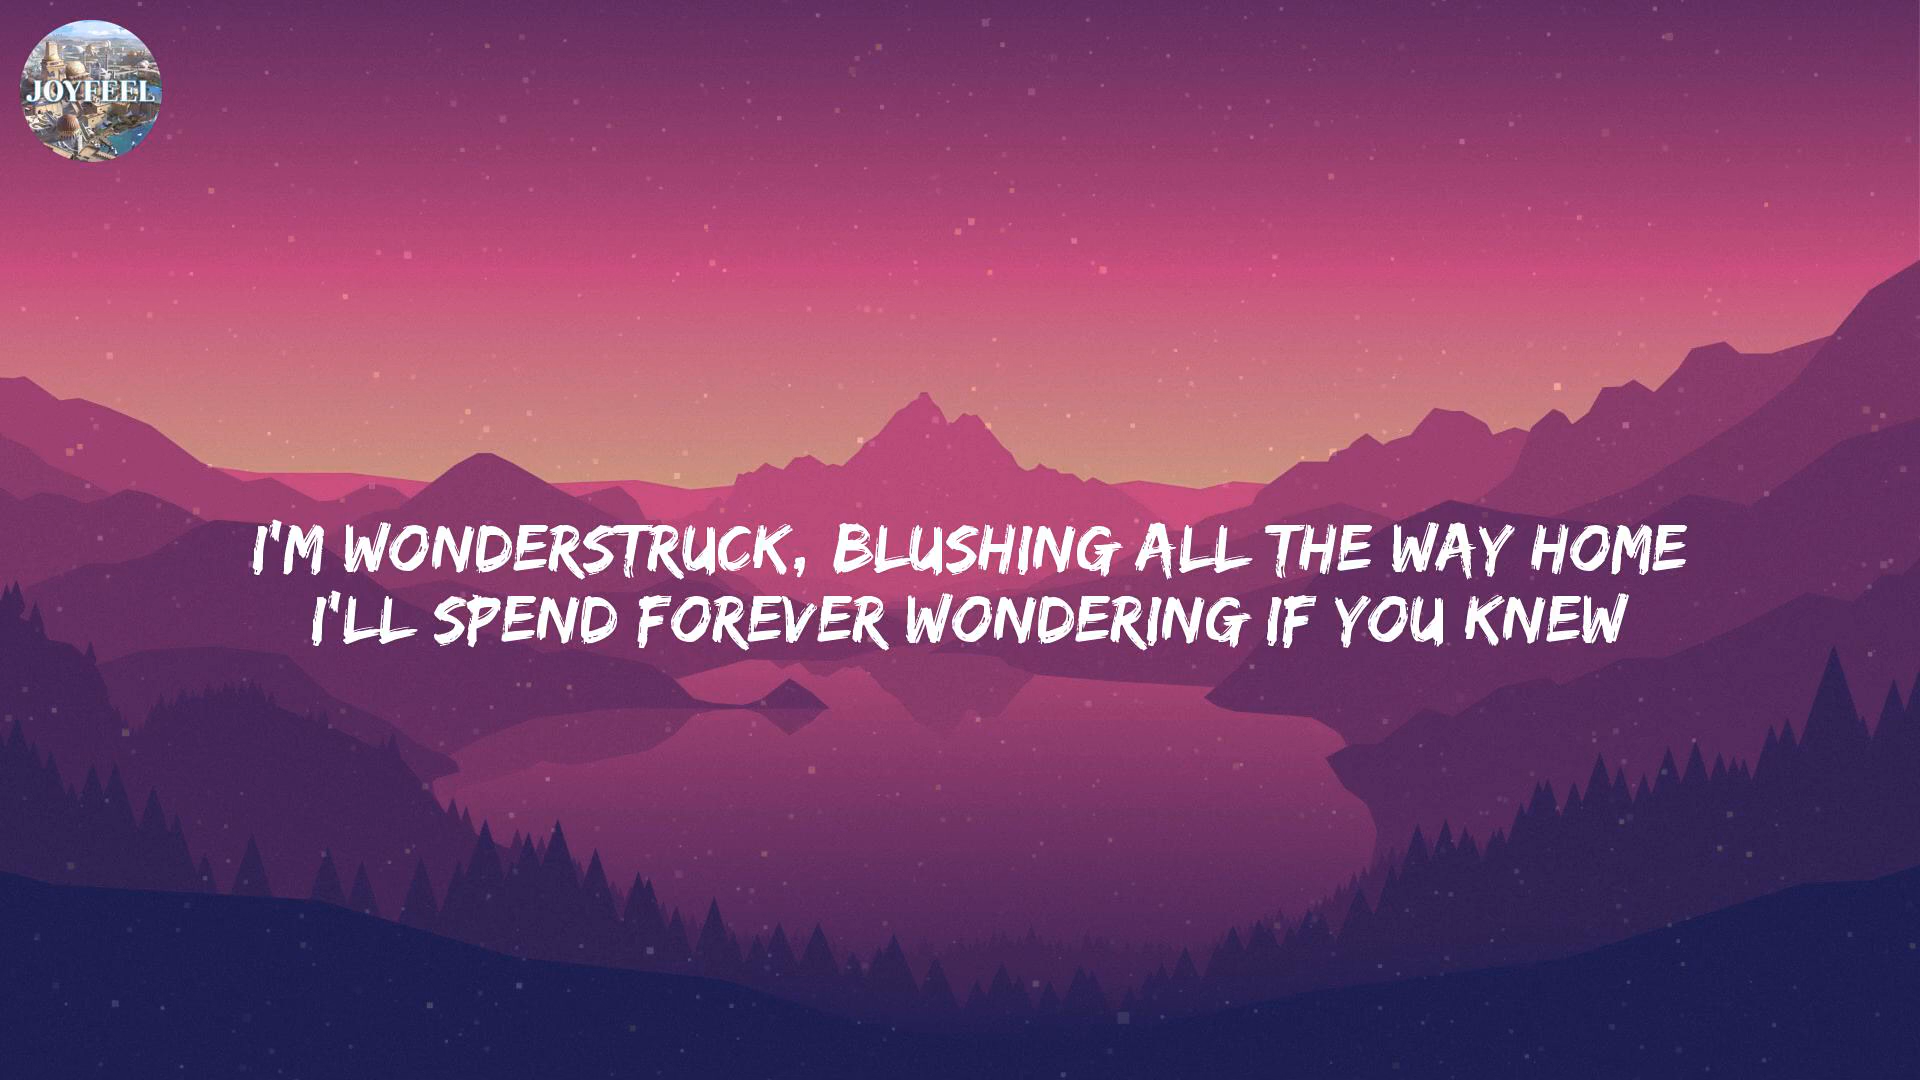 JOYFEEL
I'M WONDERSTRUCK, BLUSHING ALL THE WAY HOME
I'LL SPEND FOREVER WONDERING IF YOU KNEW